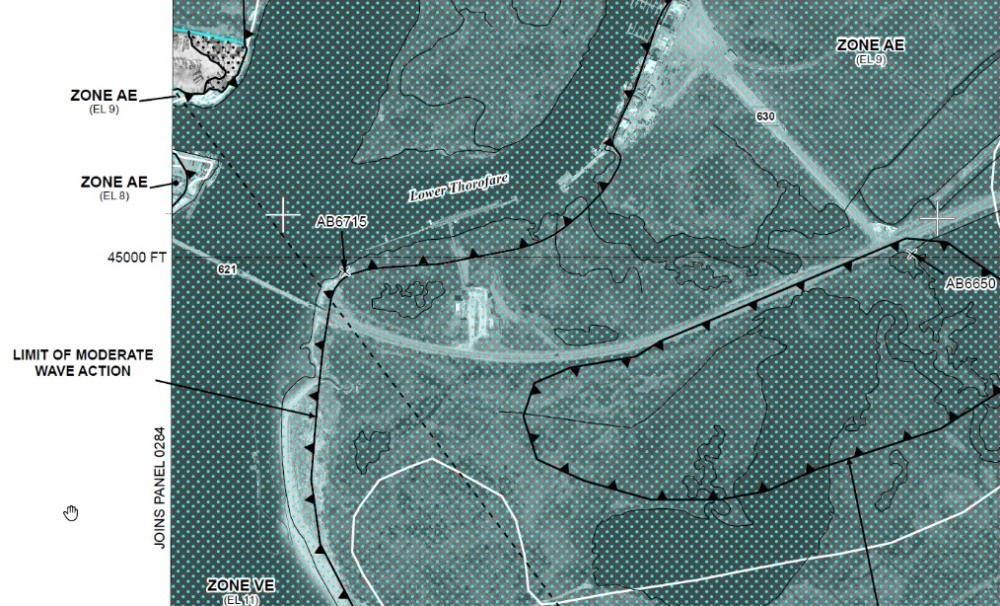 ZONE AE
(EL 9)
ZONE AE
(EL 9)
630
ZONE AE
(EL 8)
Lower Thorofare
AB6715
45000 FT
621
AB6650
LIMIT OF MODERATE
WAVE ACTION
JOINS PANEL 0284
ZONE VE
(EL 11)